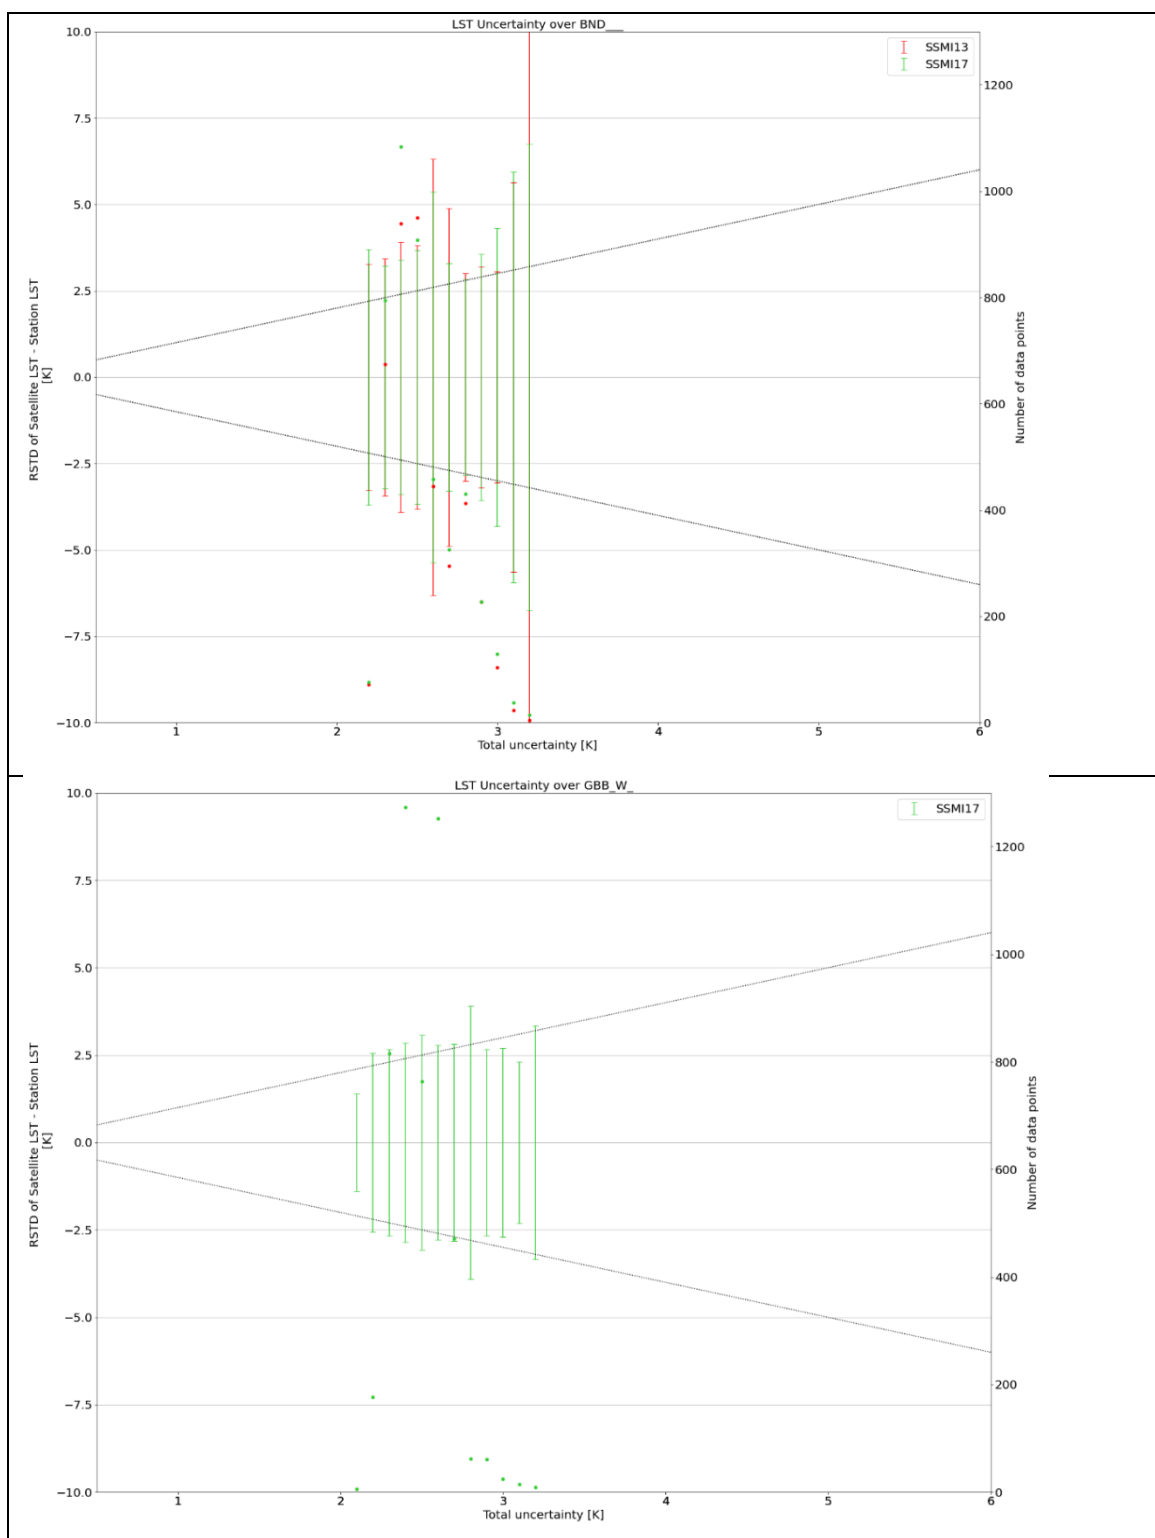 LST Uncertainty over BND___
10.0
7.5
5.0
2.5
0.0
−2.5
−5.0
−7.5
−10.0
RSTD of Satellite LST - Station LST
[K]
SSMI13
SSMI17
1200
1000
800
600
400
200
0
Number of data points
1 2 3 4 5 6
Total uncertainty [K]
LST Uncertainty over GBB_W_
10.0
7.5
5.0
2.5
0.0
−2.5
−5.0
−7.5
−10.0
RSTD of Satellite LST - Station LST
[K]
SSMI17
1200
1000
800
600
400
200
0
Number of data points
1 2 3 4 5 6
Total uncertainty [K]